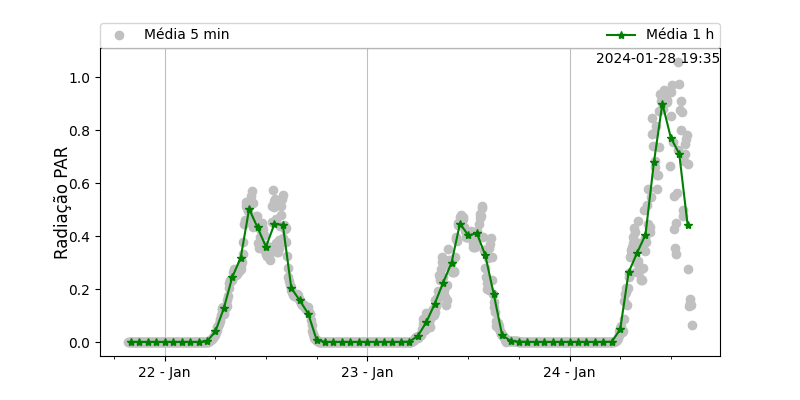 Média 5 min
Média 1 h
2024-01-28 19:35
Radiação PAR
1.0
0.8
0.6
0.4
0.2
0.0
22 - Jan
23 - Jan
24 - Jan